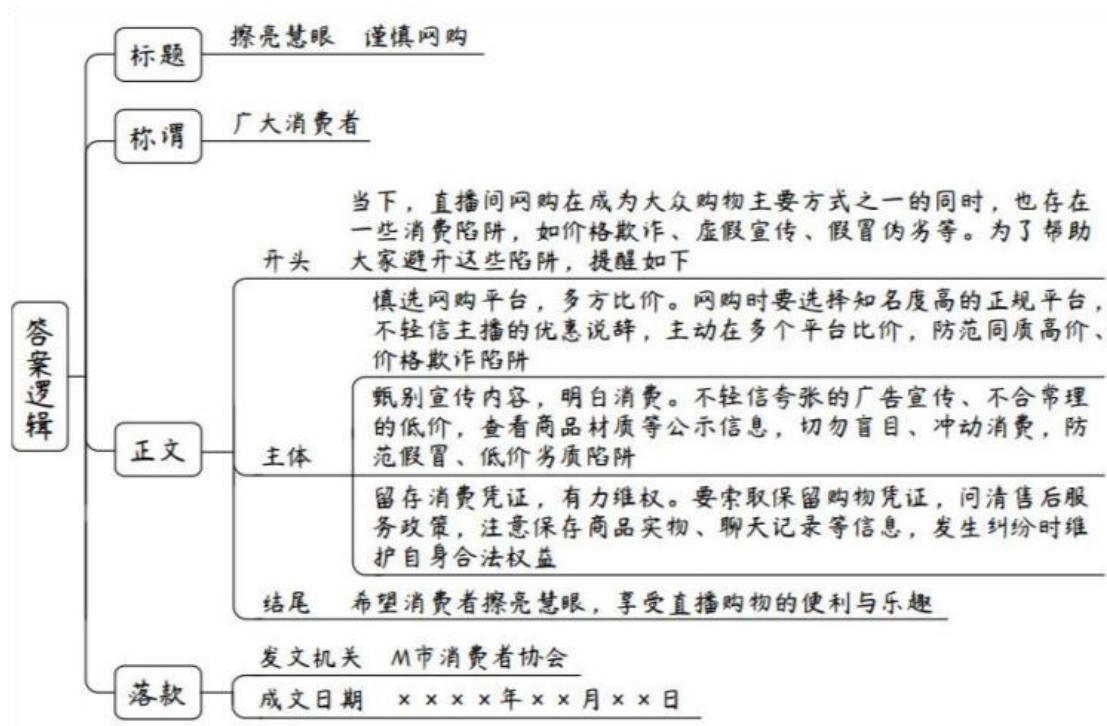 答案逻辑
标题
擦亮慧眼 谨慎网购
称谓
广大消费者
正文
开头
当下，直播间网购在成为大众购物主要方式之一的同时，也存在
一些消费陷阱，如价格欺诈、虚假宣传、假冒伪劣等。为了帮助
大家避开这些陷阱，提醒如下
主体
慎选网购平台，多方比价。网购时要选择知名度高的正规平台，
不轻信主播的优惠说辞，主动在多个平台比价，防范同质高价、
价格欺诈陷阱
甄别宣传内容，明白消费。不轻信夸张的广告宣传、不合常理
的低价，查看商品材质等公示信息，切勿盲目、冲动消费，防
范假冒、低价劣质陷阱
留存消费凭证，有力维权。要索取保留购物凭证，问清售后服
务政策，注意保存商品实物、聊天记录等信息，发生纠纷时维
护自身合法权益
结尾
希望消费者擦亮慧眼，享受直播购物的便利与乐趣
落款
发文机关 M市消费者协会
成文日期 ××××年××月××日